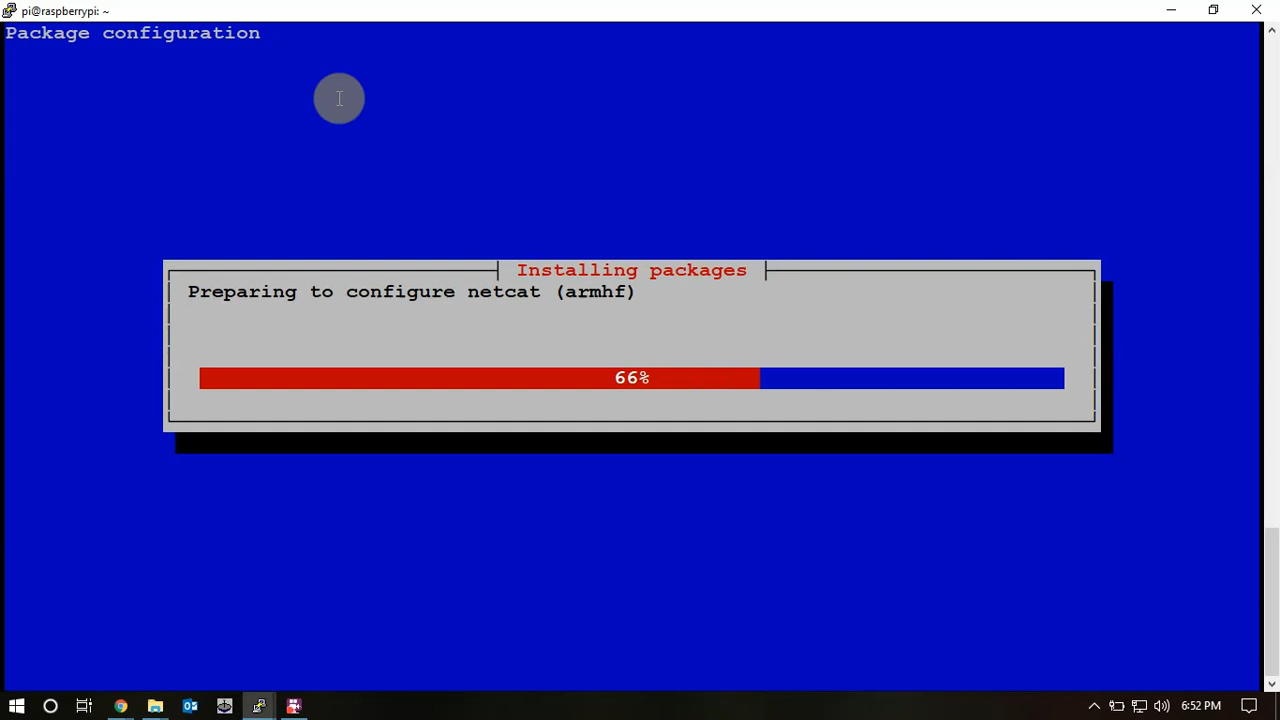 pi@raspberrypi: ~
Package configuration
Installing packages
Preparing to configure netcat (armhf)
66%
6:52 PM